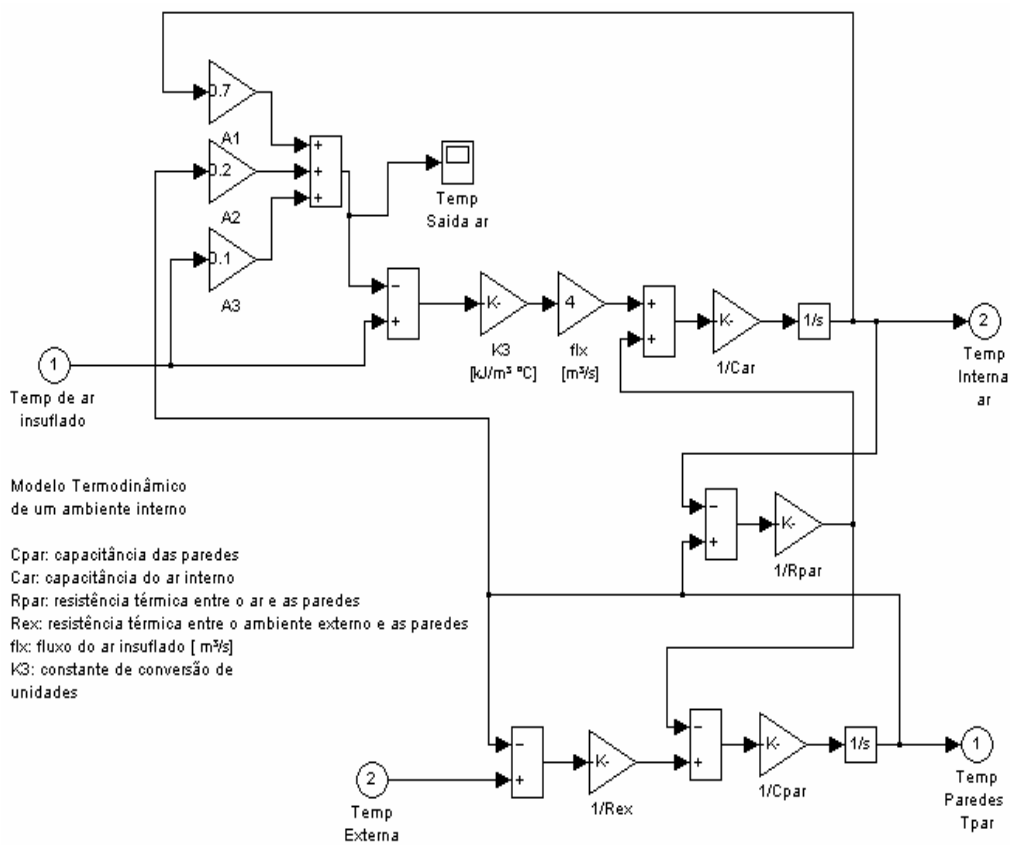 0.7
A1
+
+
+
0.2
A2
0.1
A3
Temp
Saida ar
−
+
K-
K3
[kJ/m³ ºC]
4
flx
[m³/s]
+
+
K-
1/Car
1/s
2
Temp
Interna
ar
1
Temp de ar
insuflado
Modelo Termodinâmico
de um ambiente interno
Cpar: capacitância das paredes
Car: capacitância do ar interno
Rpar: resistência térmica entre o ar e as paredes
Rex: resistência térmica entre o ambiente externo e as paredes
flx: fluxo do ar insuflado [ m³/s]
K3: constante de conversão de
unidades
−
+
K-
1/Rpar
−
+
K-
1/Rex
−
+
K-
1/Cpar
1/s
1
Temp
Paredes
Tpar
2
Temp
Externa